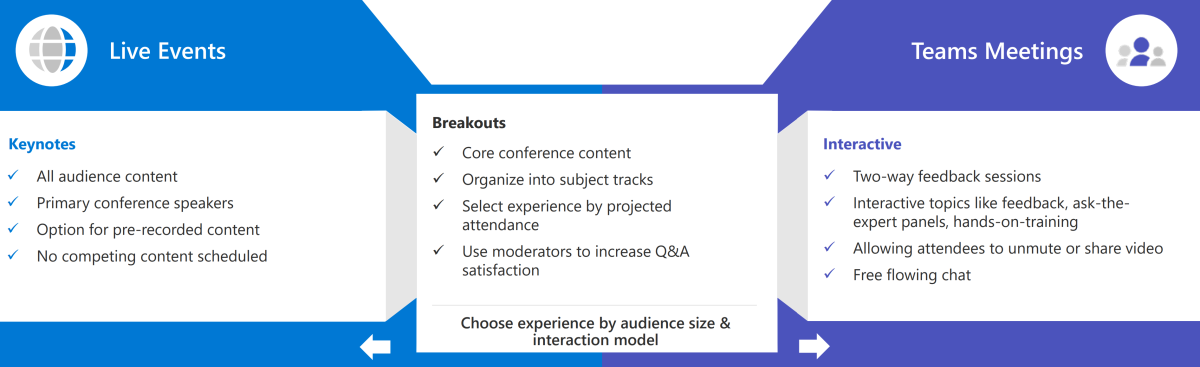 Live Events
Teams Meetings
Keynotes
All audience content
Primary conference speakers
Option for pre-recorded content
No competing content scheduled
Breakouts
Core conference content
Organize into subject tracks
Select experience by projected
attendance
Use moderators to increase Q&A
satisfaction
Choose experience by audience size &
interaction model
Interactive
Two-way feedback sessions
Interactive topics like feedback, ask-the-
expert panels, hands-on-training
Allowing attendees to unmute or share video
Free flowing chat